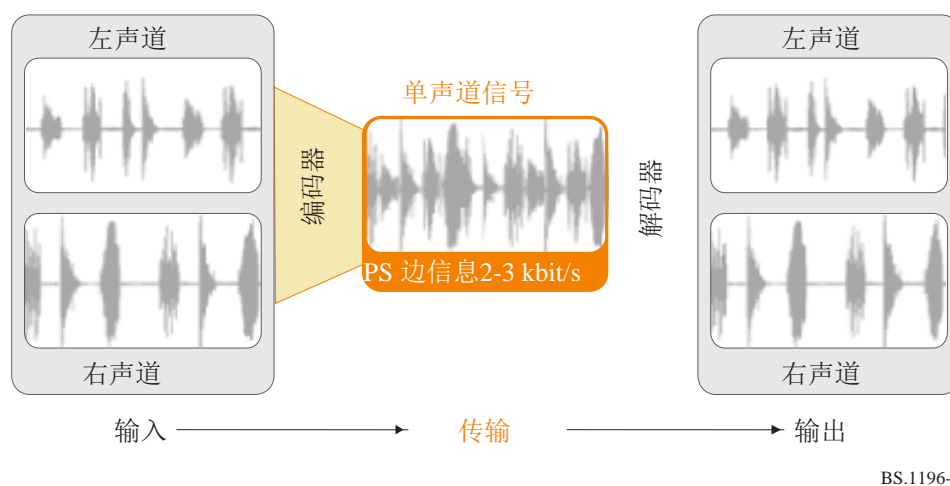 左声道
左声道
单声道信号
编码器
解码器
PS 边信息2-3 kbit/s
右声道
右声道
输入
传输
输出
BS.1196-